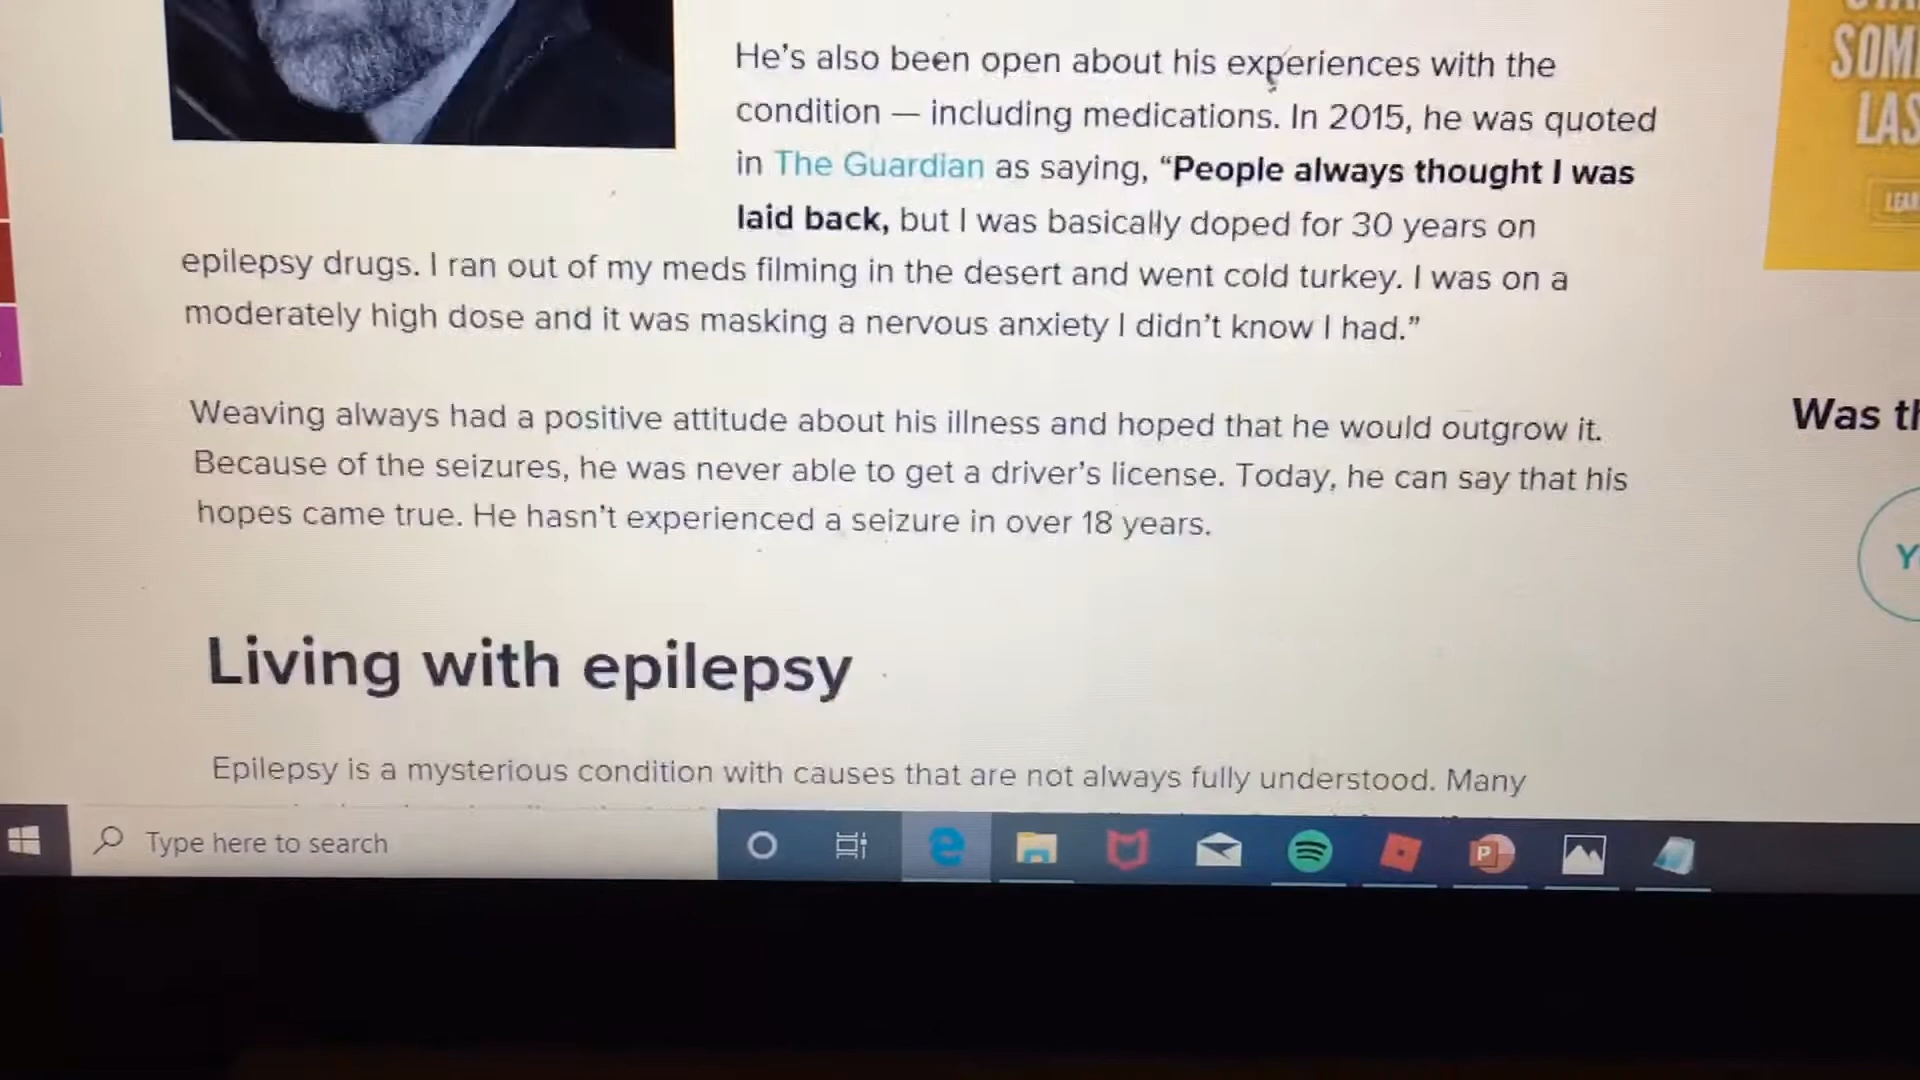 He's also been open about his experiences with the
condition — including medications. In 2015, he was quoted
in The Guardian as saying, “People always thought I was
laid back, but I was basically doped for 30 years on
epilepsy drugs. I ran out of my meds filming in the desert and went cold turkey. I was on a
moderately high dose and it was masking a nervous anxiety I didn't know I had.”
Weaving always had a positive attitude about his illness and hoped that he would outgrow it.
Because of the seizures, he was never able to get a driver's license. Today, he can say that his
hopes came true. He hasn't experienced a seizure in over 18 years.
Living with epilepsy
Epilepsy is a mysterious condition with causes that are not always fully understood. Many
SOM
LAS
LEAR
Was th
Type here to search
P